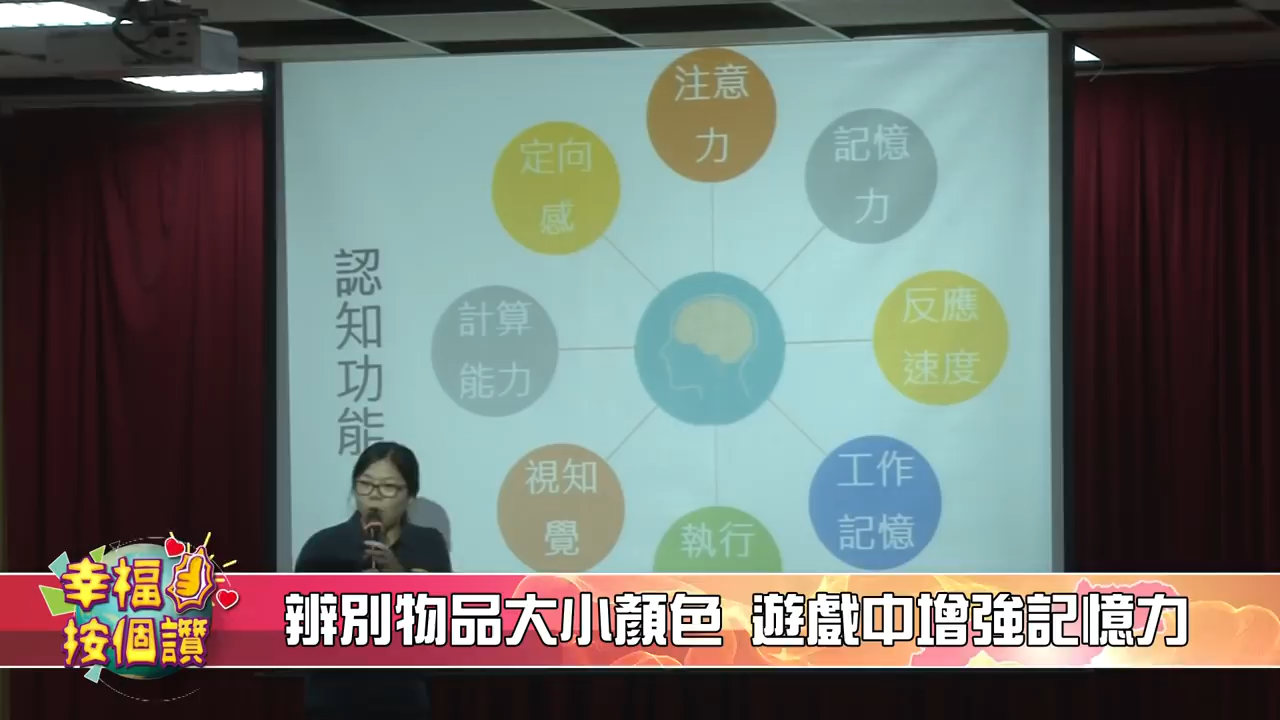 注意
力
定向
感
記憶
力
認知功能
計算
能力
反應
速度
視知
覺
工作
記憶
執行
幸福
按個讚
辨別物品大小顏色 遊戲中增強記憶力